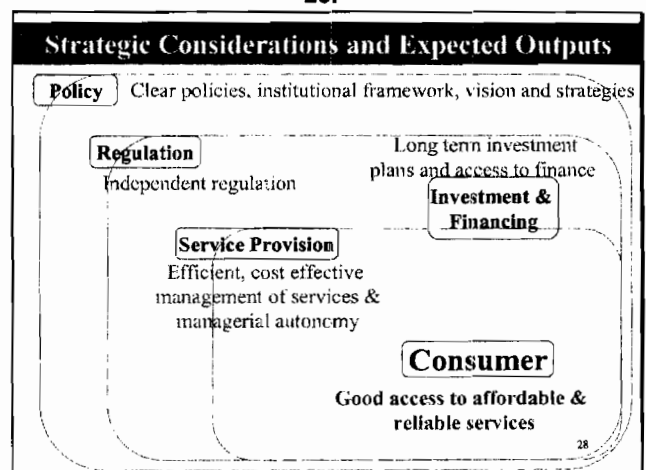 Strategic Considerations and Expected Outputs
Policy Clear policies, institutional framework, vision and strategies
Regulation
Independent regulation
Long term investment
plans and access to finance
Investment &
Financing
Service Provision
Efficient, cost effective
management of services &
managerial autonomy
Consumer
Good access to affordable &
reliable services
28